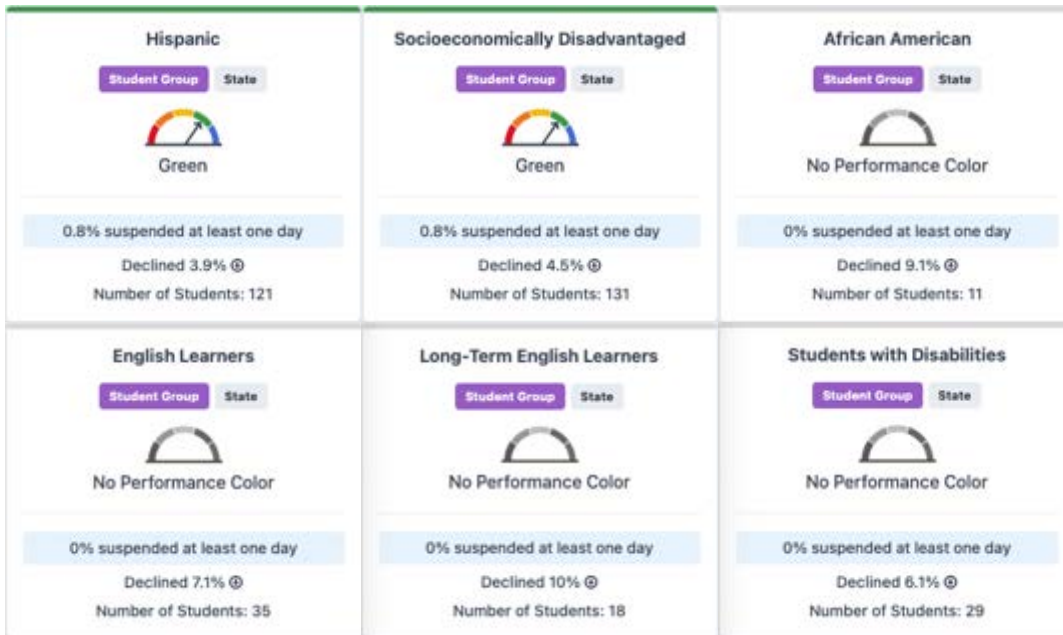 Hispanic
Student Group State
Green
0.8% suspended at least one day
Declined 3.9%
Number of Students: 121
Socioeconomically Disadvantaged
Student Group State
Green
0.8% suspended at least one day
Declined 4.5%
Number of Students: 131
African American
Student Group State
No Performance Color
0% suspended at least one day
Declined 9.1%
Number of Students: 11
English Learners
Student Group State
No Performance Color
0% suspended at least one day
Declined 7.1%
Number of Students: 35
Long-Term English Learners
Student Group State
No Performance Color
0% suspended at least one day
Declined 10%
Number of Students: 18
Students with Disabilities
Student Group State
No Performance Color
0% suspended at least one day
Declined 6.1%
Number of Students: 29